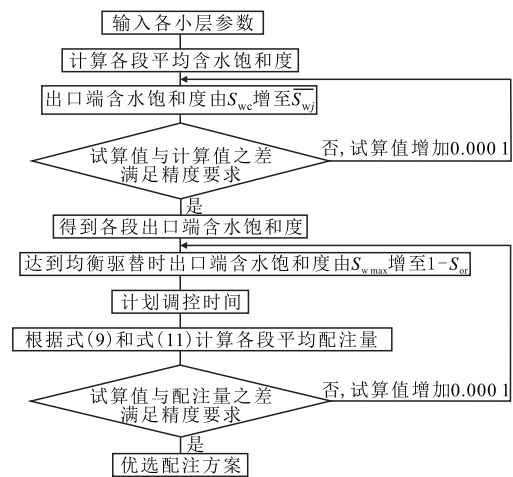 输入各小层参数
计算各段平均含水饱和度
出口端含水饱和度由Swc增至S̅w̅j̅
试算值与计算值之差
满足精度要求
否,试算值增加0.000 1
是
得到各段出口端含水饱和度
达到均衡驱替时出口端含水饱和度由Sw max增至1-Sor
计划调控时间
根据式(9)和式(11)计算各段平均配注量
试算值与配注量之差
满足精度要求
否,试算值增加0.000 1
是
优选配注方案